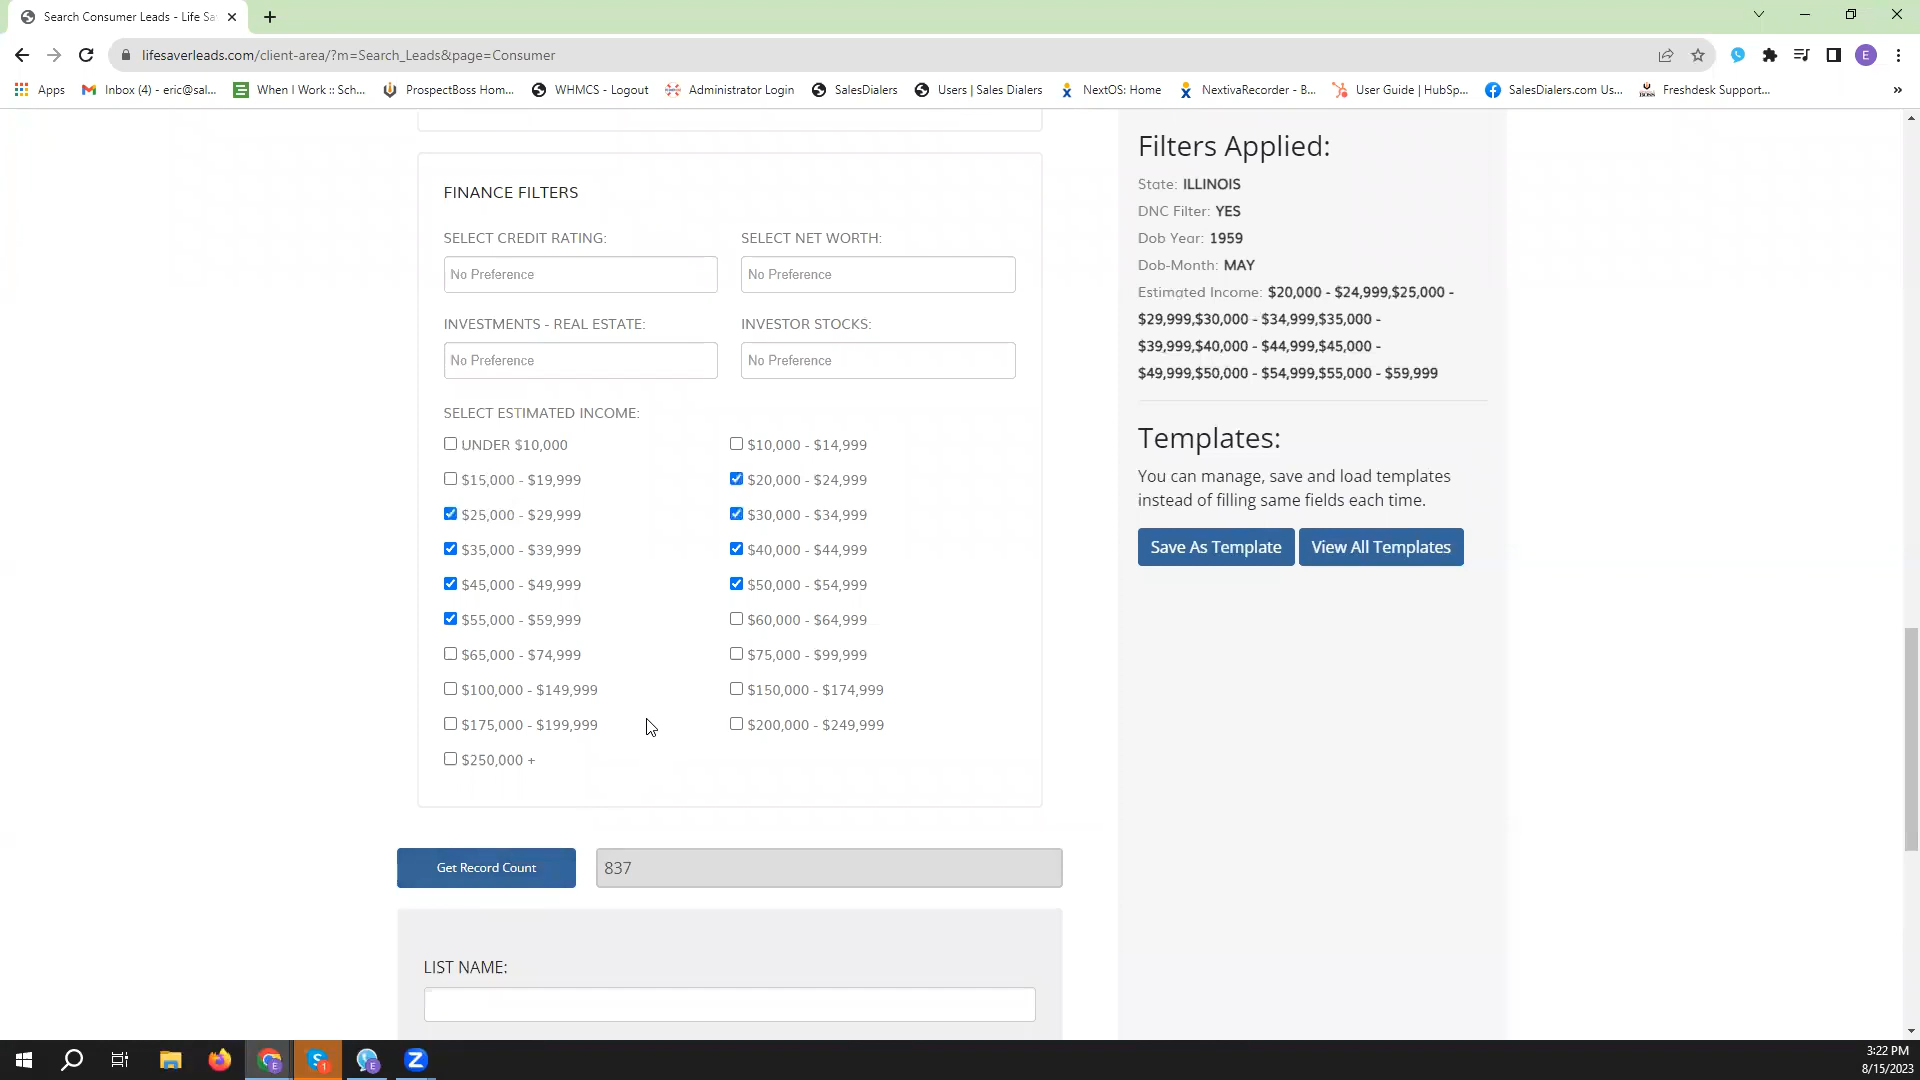 Search Consumer Leads - Life Sa
lifesaverleads.com/client-area/?m=Search_Leads&page=Consumer
E
Apps
Inbox (4) - eric@sal...
When I Work :: Sch...
ProspectBoss Hom...
WHMCS - Logout
Administrator Login
SalesDialers
Users | Sales Dialers
NextOS: Home
NextivaRecorder - B...
User Guide | HubSp...
SalesDialers.com Us...
Freshdesk Support...
»
FINANCE FILTERS
SELECT CREDIT RATING:
SELECT NET WORTH:
No Preference
No Preference
INVESTMENTS - REAL ESTATE:
INVESTOR STOCKS:
No Preference
No Preference
SELECT ESTIMATED INCOME:
UNDER $10,000
$10,000 - $14,999
$15,000 - $19,999
$20,000 - $24,999
$25,000 - $29,999
$30,000 - $34,999
$35,000 - $39,999
$40,000 - $44,999
$45,000 - $49,999
$50,000 - $54,999
$55,000 - $59,999
$60,000 - $64,999
$65,000 - $74,999
$75,000 - $99,999
$100,000 - $149,999
$150,000 - $174,999
$175,000 - $199,999
$200,000 - $249,999
$250,000 +
Get Record Count
837
LIST NAME:
Filters Applied:
State: ILLINOIS
DNC Filter: YES
Dob Year: 1959
Dob-Month: MAY
Estimated Income: $20,000 - $24,999,$25,000 -
$29,999,$30,000 - $34,999,$35,000 -
$39,999,$40,000 - $44,999,$45,000 -
$49,999,$50,000 - $54,999,$55,000 - $59,999
Templates:
You can manage, save and load templates
instead of filling same fields each time.
Save As Template
View All Templates
3:22 PM
8/15/2023